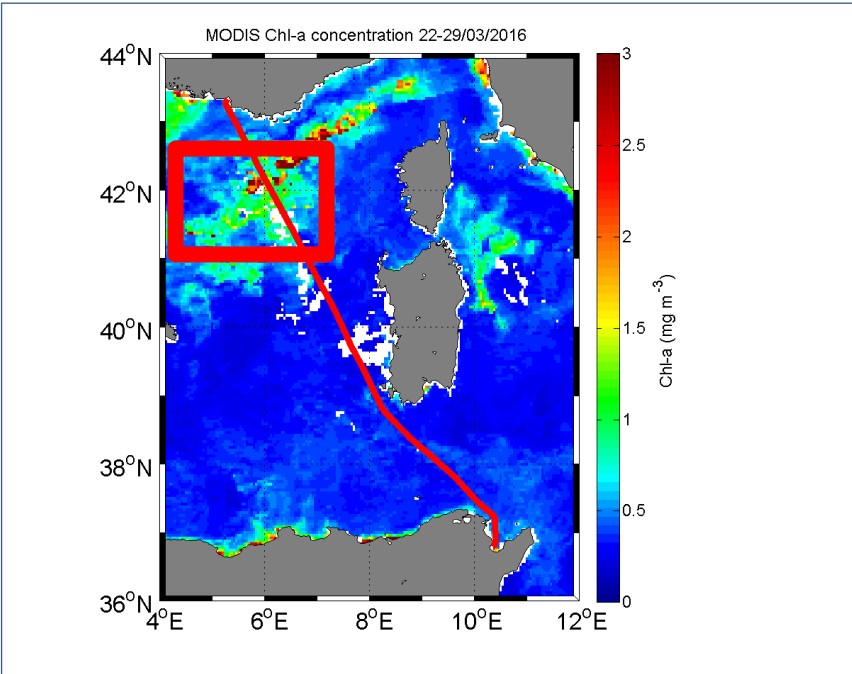 MODIS Chl-a concentration 22-29/03/2016
44°N
42°N
40°N
38°N
36°N
4°E
6°E
8°E
10°E
12°E
3
2.5
2
1.5
1
0.5
0
Chl-a (mg m⁻³)